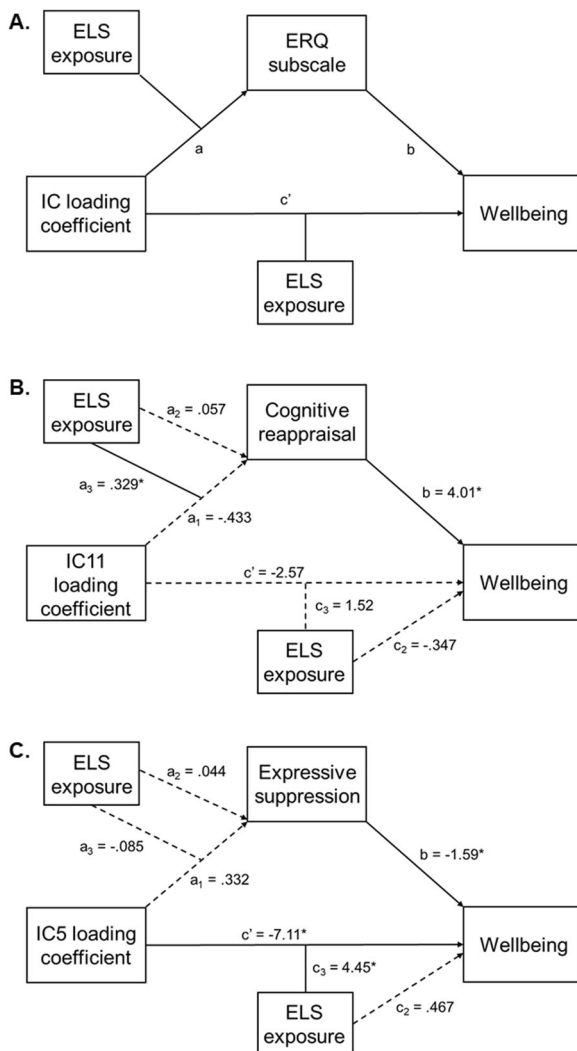 A.
ELS
exposure
ERQ
subscale
a
b
IC loading
coefficient
c'
Wellbeing
ELS
exposure
B.
ELS
exposure
a₂ = .057
Cognitive
reappraisal
a₃ = .329*
a₁ = -.433
b = 4.01*
IC11
loading
coefficient
c' = -2.57
Wellbeing
c₃ = 1.52
ELS
exposure
c₂ = -.347
C.
ELS
exposure
a₂ = .044
Expressive
suppression
a₃ = -.085
a₁ = .332
b = -1.59*
IC5 loading
coefficient
c' = -7.11*
Wellbeing
c₃ = 4.45*
ELS
exposure
c₂ = .467